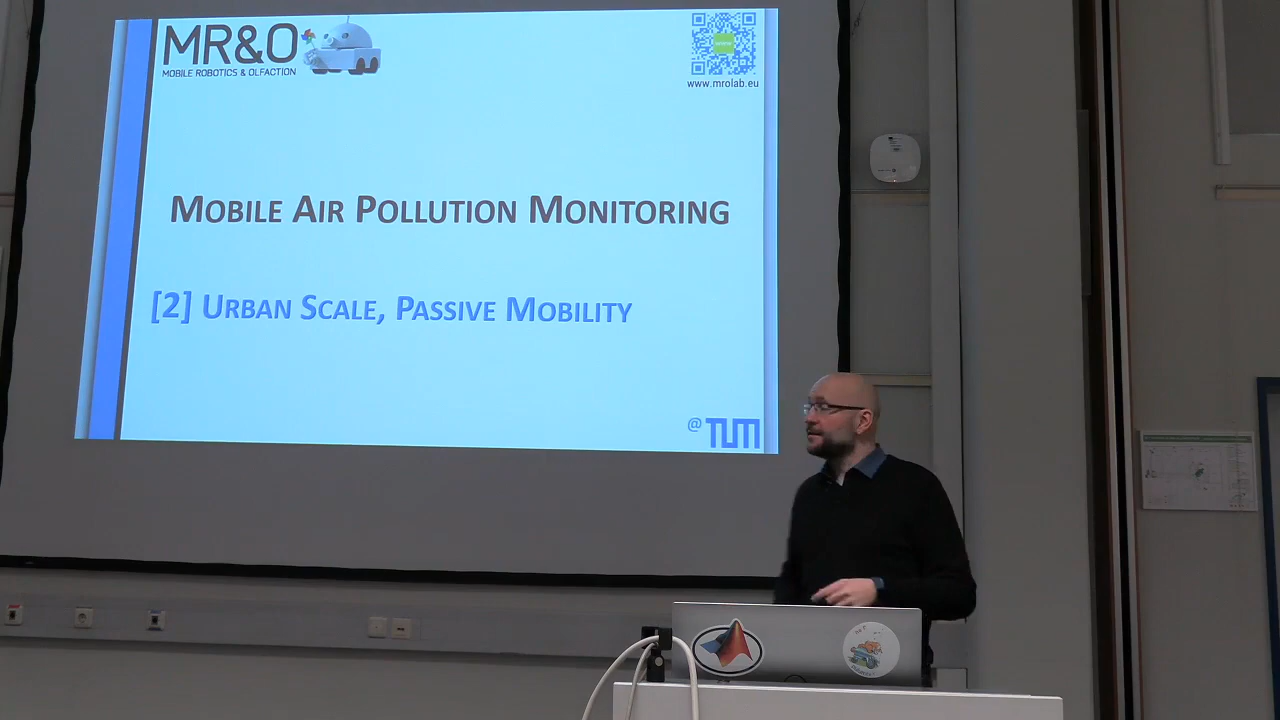 MR&O
MOBILE ROBOTICS & OLFACTION
www.mrolab.eu
MOBILE AIR POLLUTION MONITORING
[2] URBAN SCALE, PASSIVE MOBILITY
@TUM